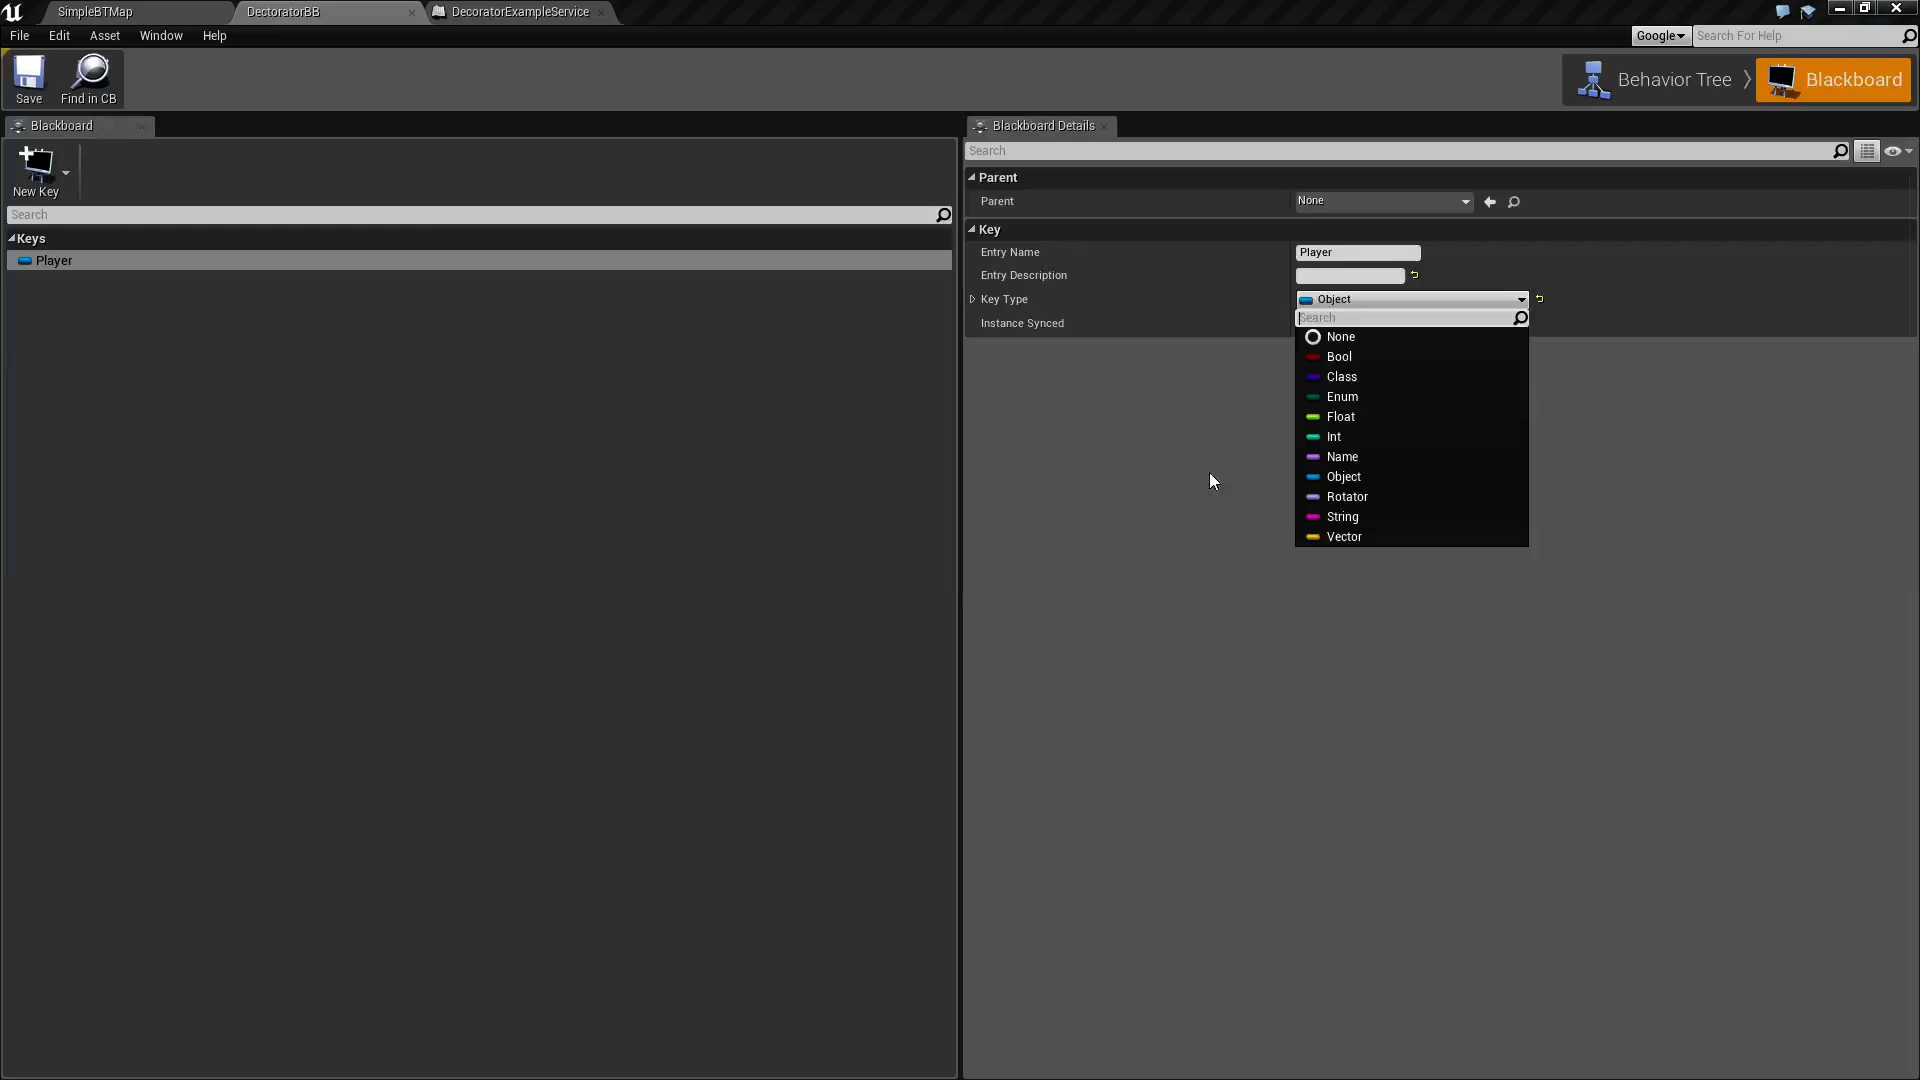 SimpleBTMap
DectoratorBB
DecoratorExampleService
File Edit Asset Window Help
Google
Search For Help
Save
Find in CB
Behavior Tree
Blackboard
Blackboard
New Key
Search
Keys
Player
Blackboard Details
Search
Parent
Parent
None
Key
Entry Name
Player
Entry Description
Key Type
Object
Instance Synced
Search
None
Bool
Class
Enum
Float
Int
Name
Object
Rotator
String
Vector